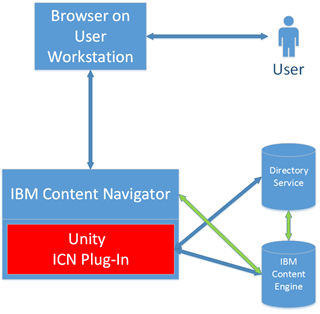 Browser on
User
Workstation
User
IBM Content Navigator
Unity
ICN Plug-In
Directory
Service
IBM
Content
Engine